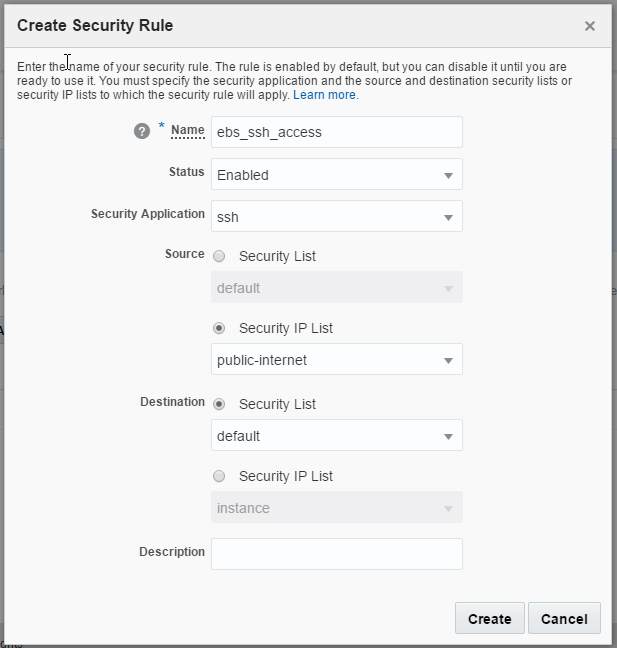 Create Security Rule ×
Enter the name of your security rule. The rule is enabled by default, but you can disable it until you are
ready to use it. You must specify the security application and the source and destination security lists or
security IP lists to which the security rule will apply. Learn more.
? * Name ebs_ssh_access
Status Enabled
Security Application ssh
Source Security List
default
Security IP List
public-internet
Destination Security List
default
Security IP List
instance
Description
Create Cancel